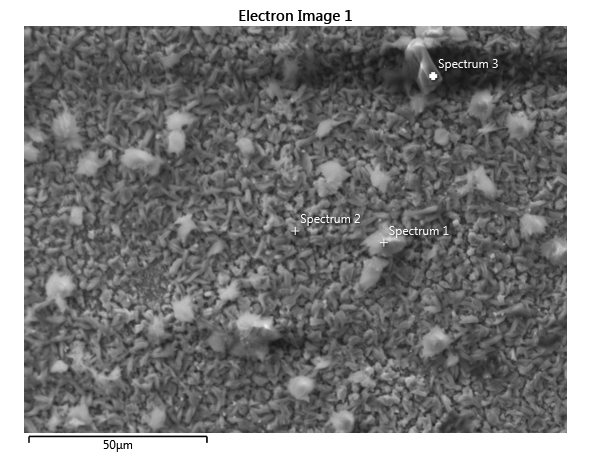 Electron Image 1
Spectrum 3
Spectrum 2
Spectrum 1
50µm